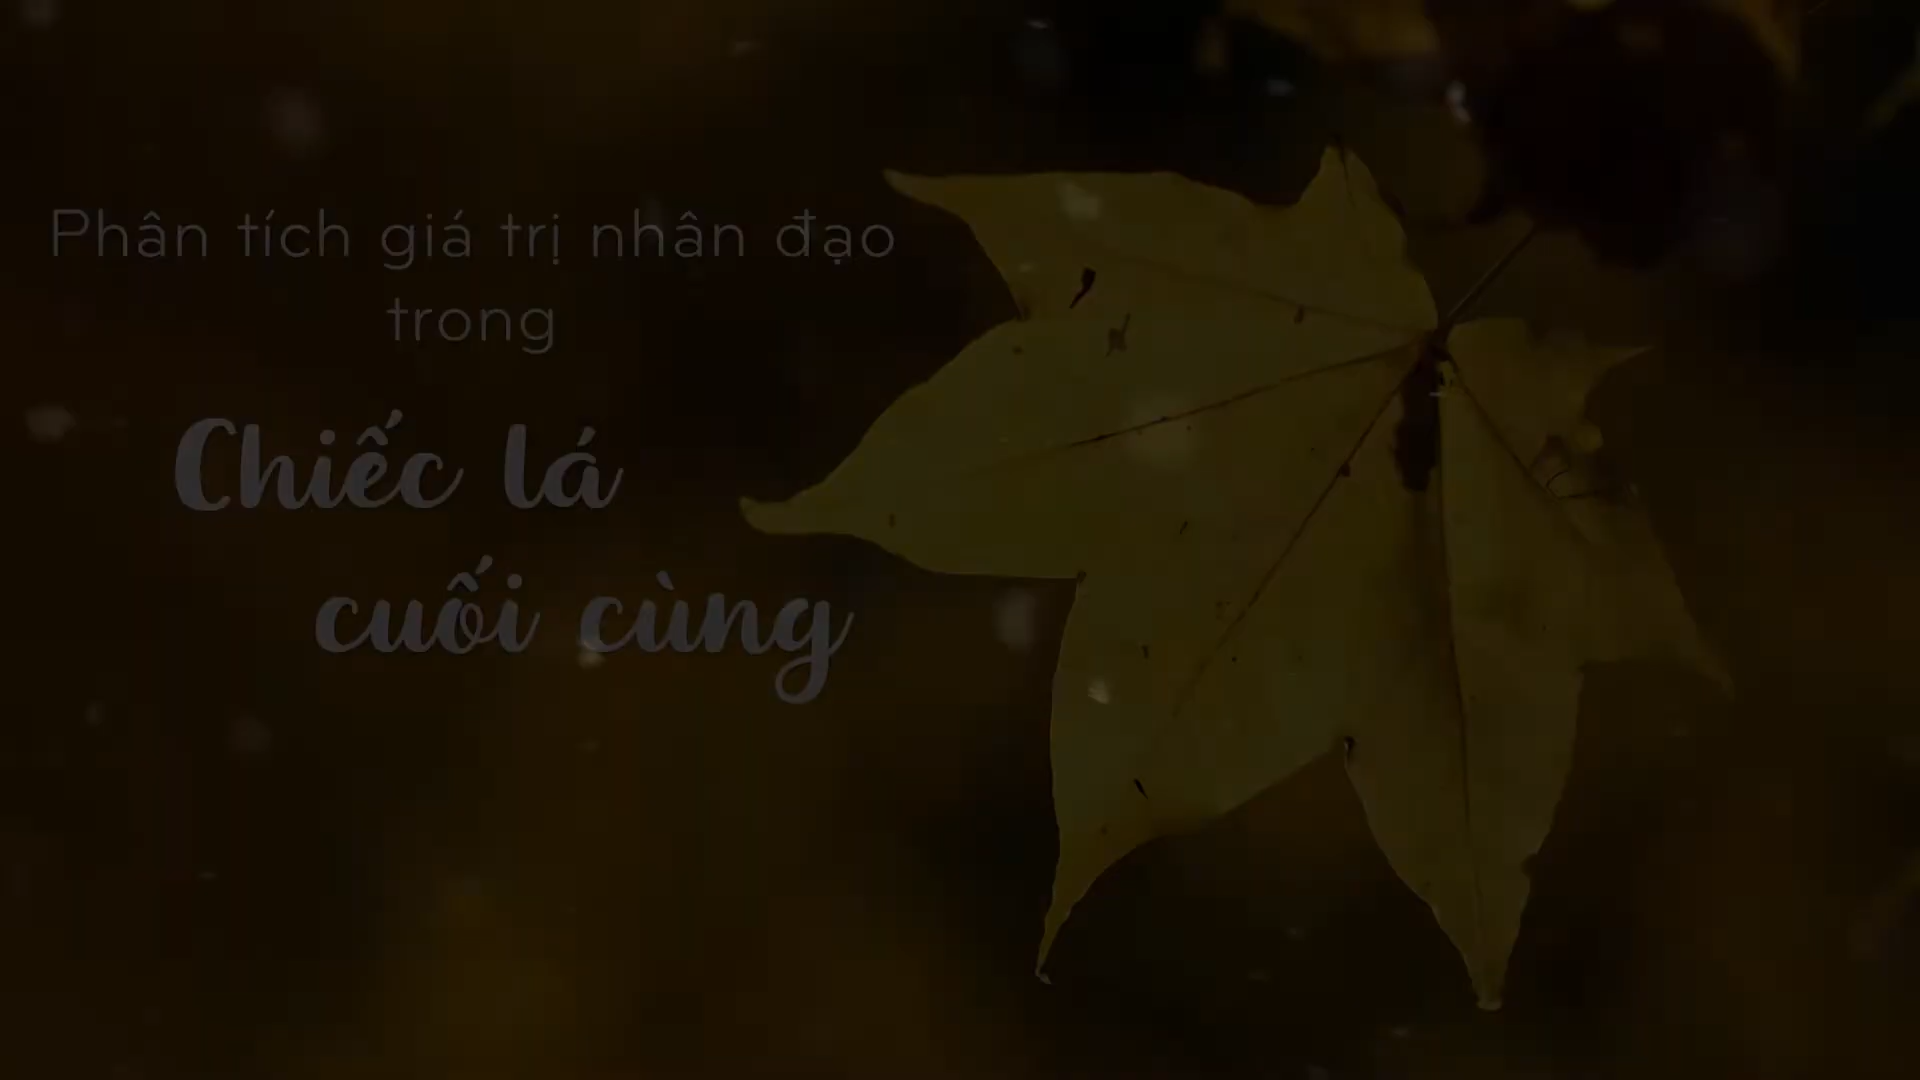 Phân tích giá trị nhân đạo
trong
Chiếc lá
cuối cùng